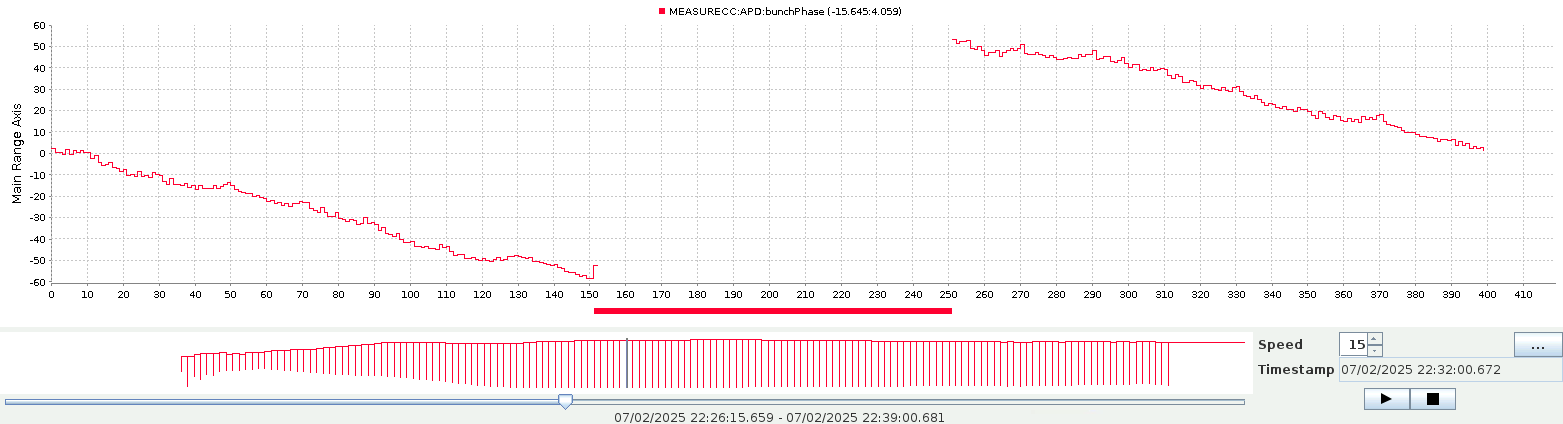 MEASURECC:APD:bunchPhase (-15.645:4.059)
Main Range Axis
60
50
40
30
20
10
0
-10
-20
-30
-40
-50
-60
0 10 20 30 40 50 60 70 80 90 100 110 120 130 140 150 160 170 180 190 200 210 220 230 240 250 260 270 280 290 300 310 320 330 340 350 360 370 380 390 400 410
Speed 15 ...
Timestamp 07/02/2025 22:32:00.672
07/02/2025 22:26:15.659 - 07/02/2025 22:39:00.681